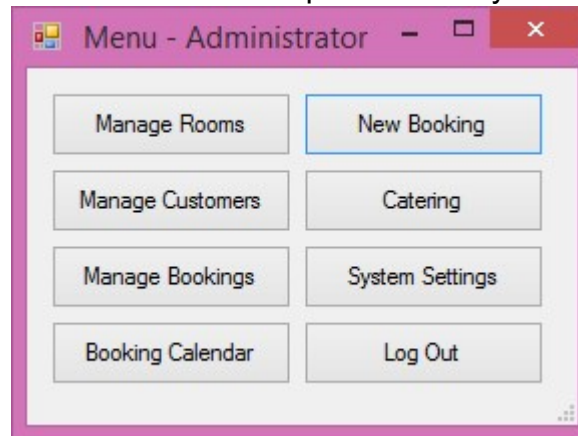 Menu - Administrator
Manage Rooms
New Booking
Manage Customers
Catering
Manage Bookings
System Settings
Booking Calendar
Log Out